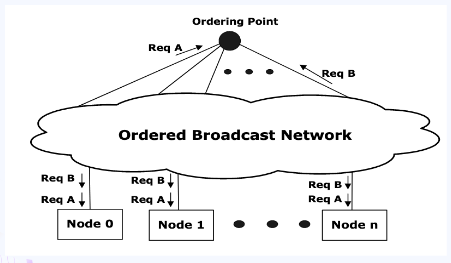 Ordering Point
Req A
Req B
Ordered Broadcast Network
Req B Req B Req B
Req A Req A Req A
Node 0 Node 1 Node n